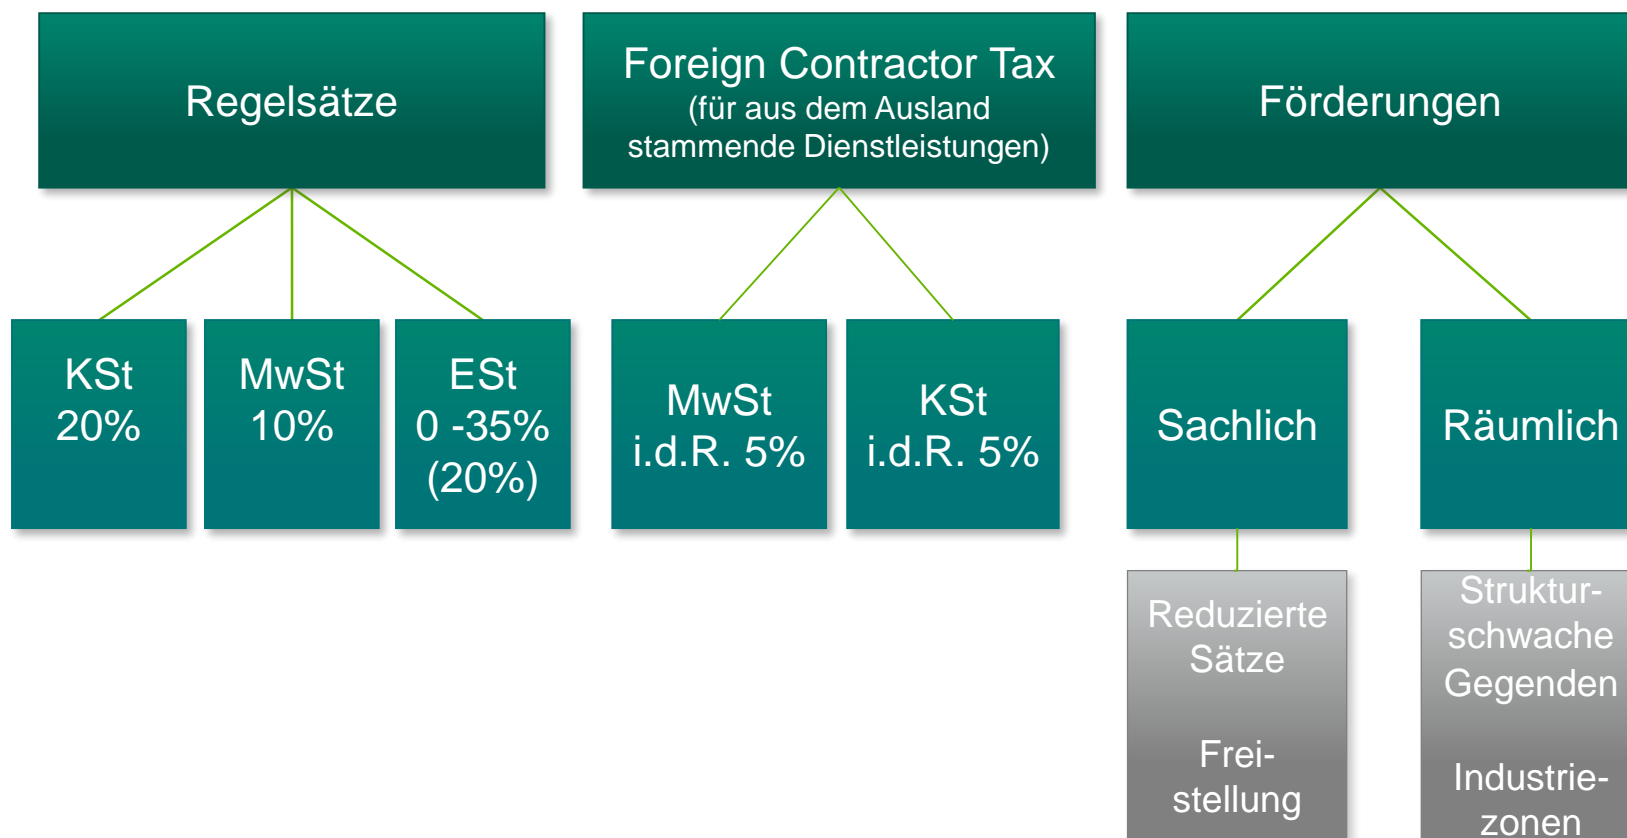 Regelsätze
Foreign Contractor Tax
(für aus dem Ausland
stammende Dienstleistungen)
Förderungen
KSt
20%
MwSt
10%
ESt
0 -35%
(20%)
MwSt
i.d.R. 5%
KSt
i.d.R. 5%
Sachlich
Räumlich
Reduzierte
Sätze
Frei-
stellung
Struktur-
schwache
Gegenden
Industrie-
zonen